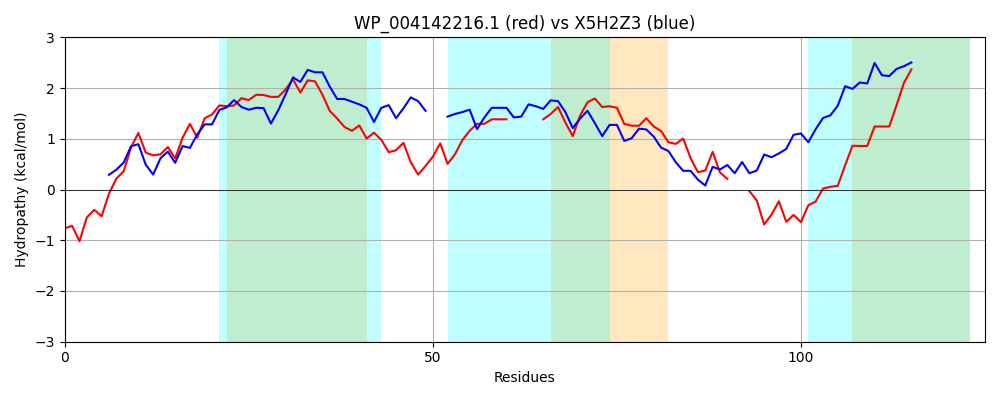 WP_004142216.1 (red) vs X5H2Z3 (blue)
Hydropathy (kcal/mol)
3
2
1
0
−1
−2
−3
0 50 100
Residues